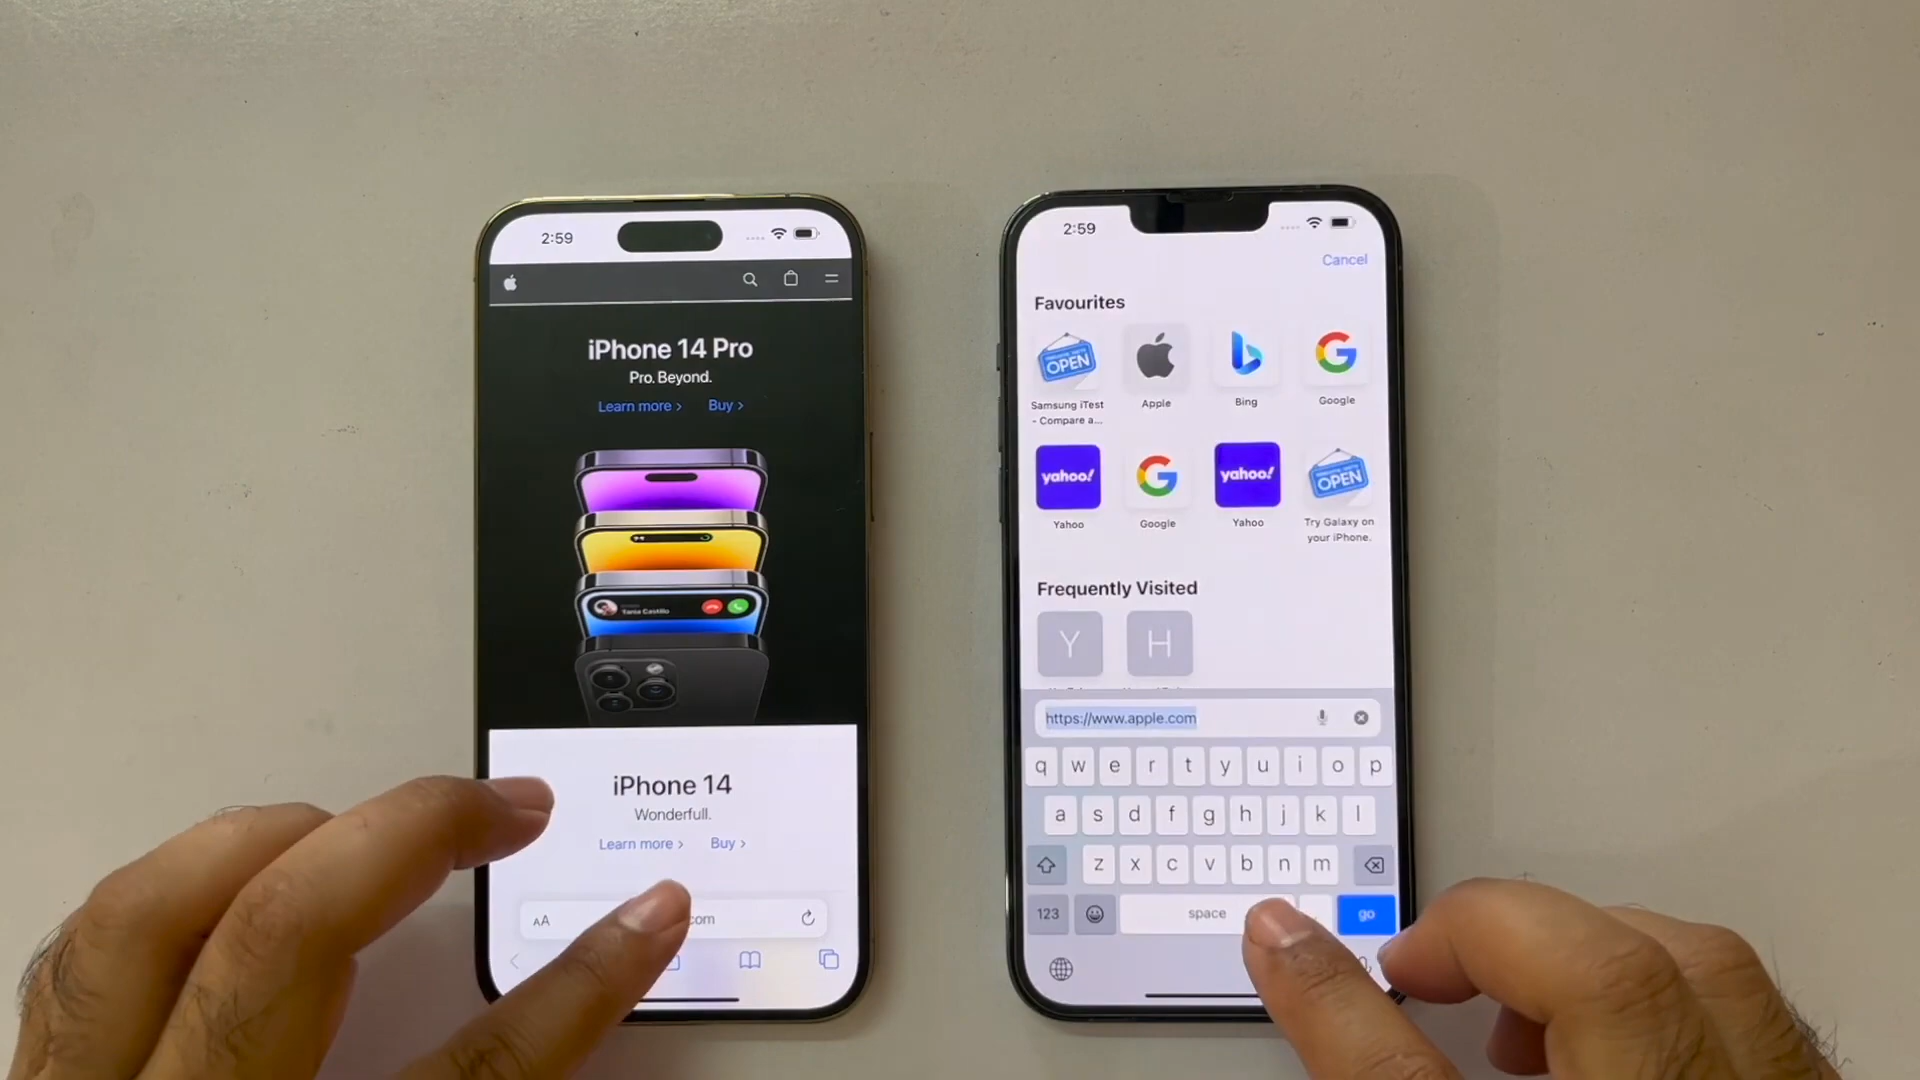 2:59
iPhone 14 Pro
Pro. Beyond.
Learn more > Buy >
Tania Castillo
iPhone 14
Wonderfull.
Learn more > Buy >
AA com
2:59
Cancel
Favourites
OPEN
Samsung iTest - Compare a...
Apple
Bing
Google
yahoo!
Yahoo
Google
yahoo!
Yahoo
OPEN
Try Galaxy on your iPhone.
Frequently Visited
Y H
https://www.apple.com
q w e r t y u i o p
a s d f g h j k l
z x c v b n m
123 space go